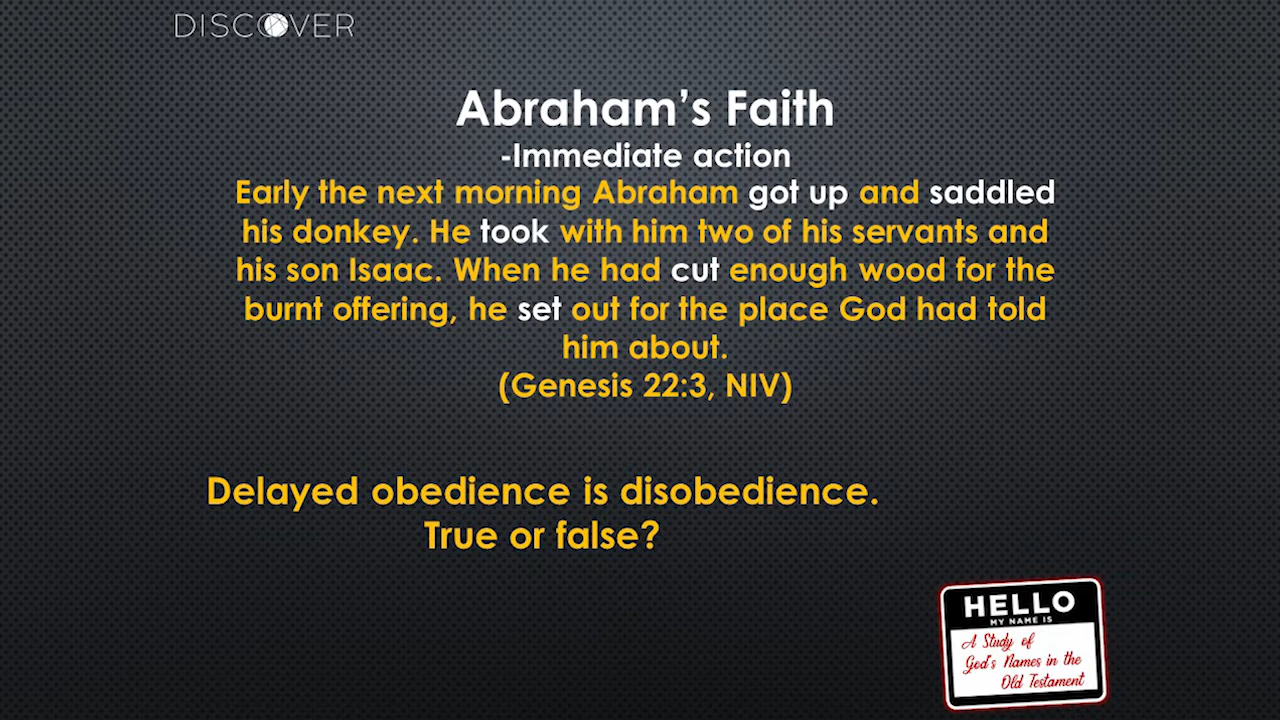 DISCOVER
Abraham’s Faith
-Immediate action
Early the next morning Abraham got up and saddled
his donkey. He took with him two of his servants and
his son Isaac. When he had cut enough wood for the
burnt offering, he set out for the place God had told
him about.
(Genesis 22:3, NIV)
Delayed obedience is disobedience.
True or false?
HELLO
MY NAME IS
A Study of
God's Names in the
Old Testament